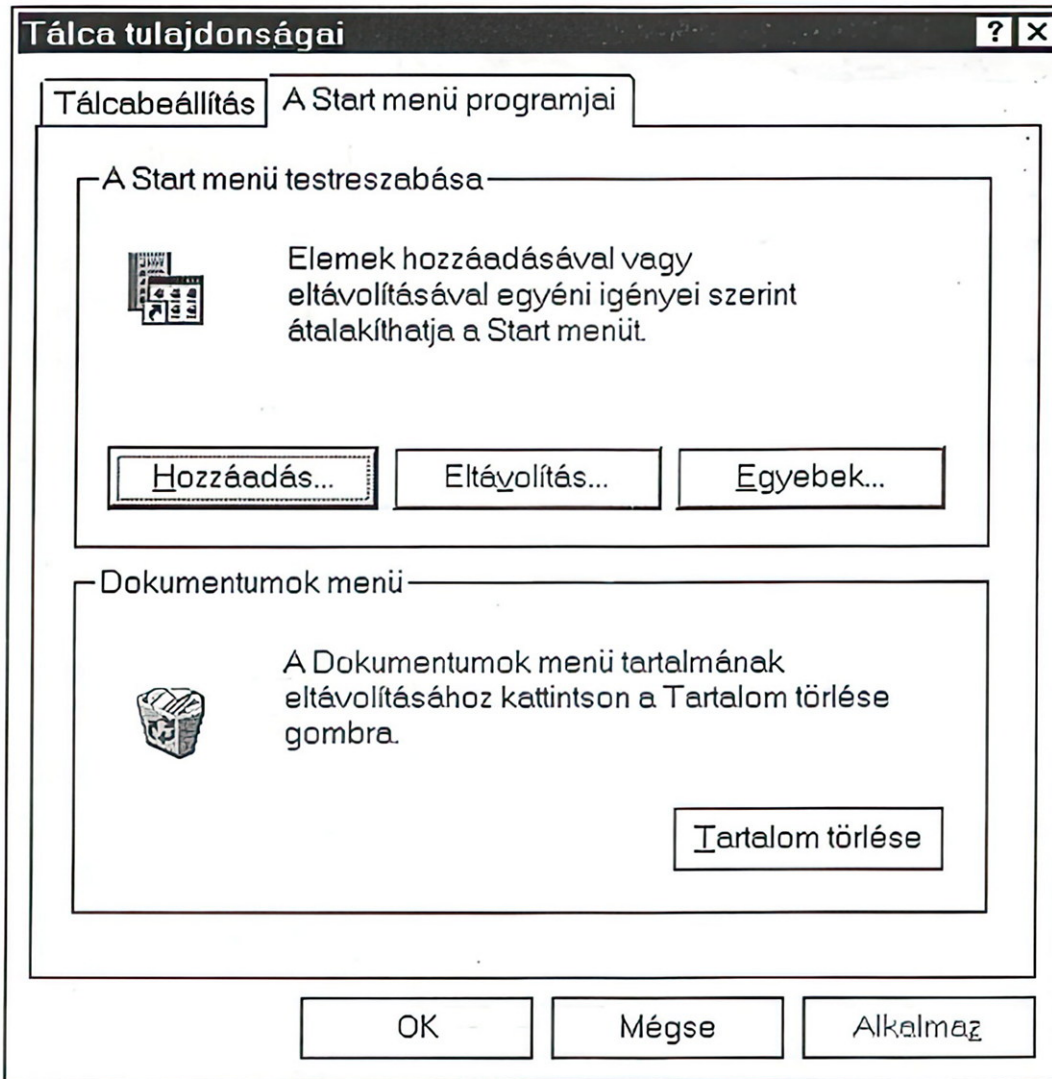 Tálca tulajdonságai
Tálcabeállítás
A Start menü programjai
A Start menü testreszabása
Elemek hozzáadásával vagy
eltávolításával egyéni igényei szerint
átalakíthatja a Start menüt.
Hozzáadás...
Eltávolítás...
Egyebek...
Dokumentumok menü
A Dokumentumok menü tartalmának
eltávolításához kattintson a Tartalom törlése
gombra.
Tartalom törlése
OK
Mégse
Alkalmaz